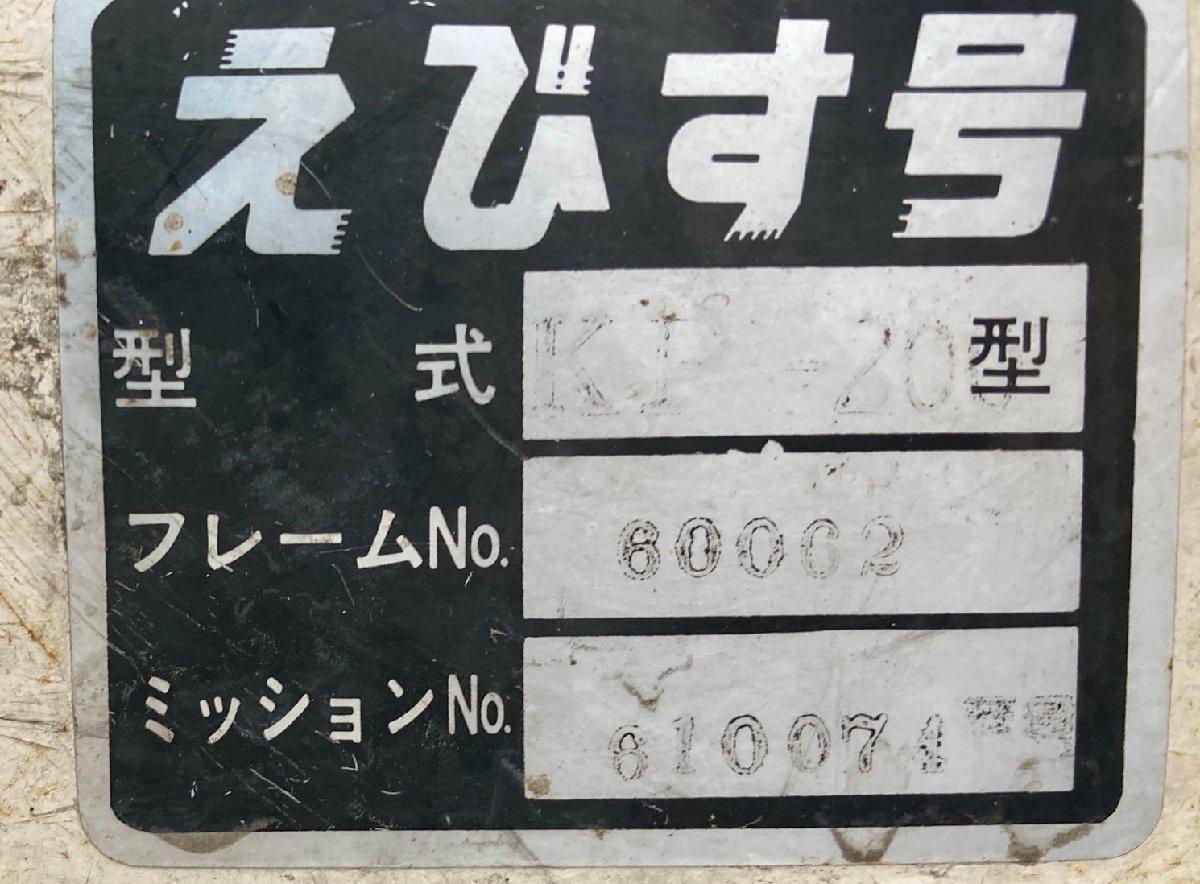 えびす号
型式 KP-200型
フレームNo. 60062
ミッションNo. 610074